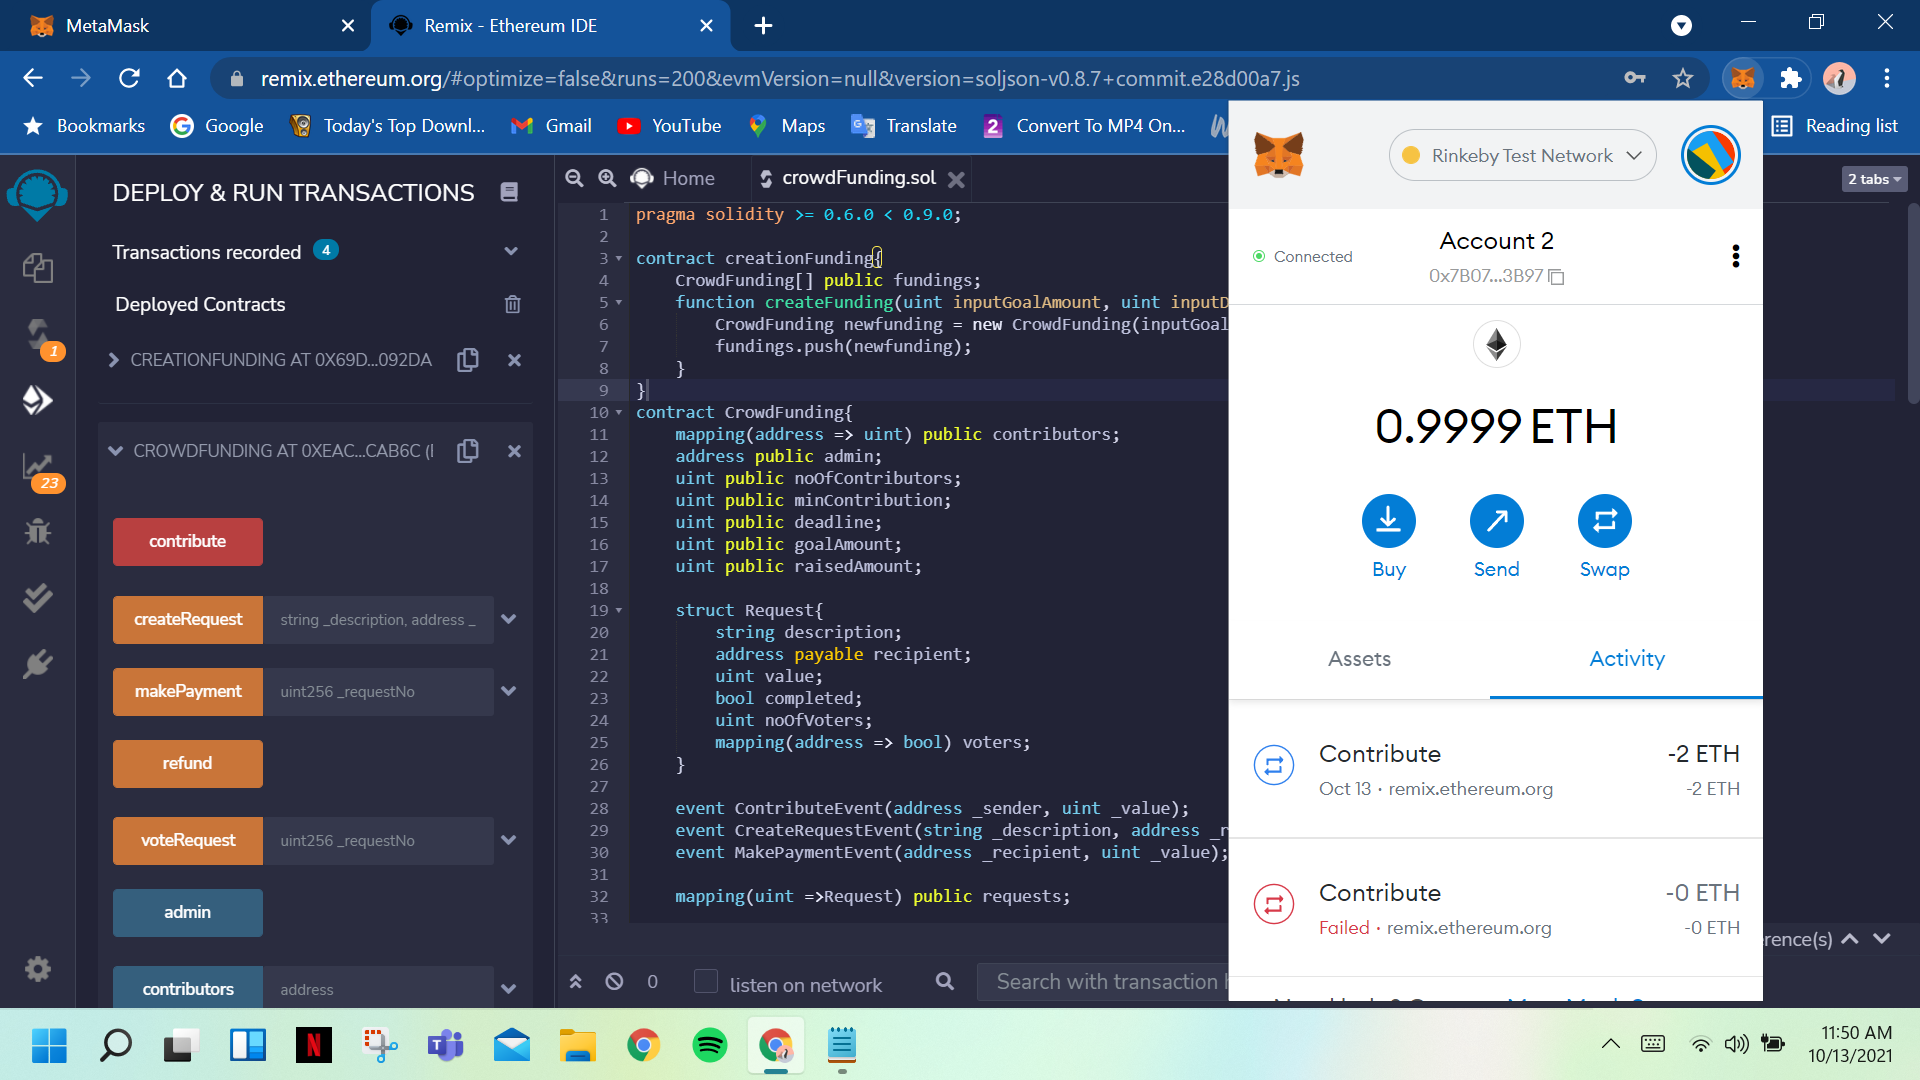 MetaMask
Remix - Ethereum IDE
remix.ethereum.org/#optimize=false&runs=200&evmVersion=null&version=soljson-v0.8.7+commit.e28d00a7.js
Bookmarks
Google
Today's Top Downl...
Gmail
YouTube
Maps
Translate
2 Convert To MP4 On...
Reading list
DEPLOY & RUN TRANSACTIONS
Transactions recorded 4
Deployed Contracts
CREATIONFUNDING AT 0X69D...092DA
CROWDFUNDING AT 0XEAC...CAB6C (
1
23
contribute
createRequest string _description, address _
makePayment uint256 _requestNo
refund
voteRequest uint256 _requestNo
admin
contributors address
Home
crowdFunding.sol
2 tabs
1 pragma solidity >= 0.6.0 < 0.9.0;
2
3 contract creationFunding{
4 CrowdFunding[] public fundings;
5 function createFunding(uint inputGoalAmount, uint inputD
6 CrowdFunding newfunding = new CrowdFunding(inputGoal
7 fundings.push(newfunding);
8 }
9 }
10 contract CrowdFunding{
11 mapping(address => uint) public contributors;
12 address public admin;
13 uint public noOfContributors;
14 uint public minContribution;
15 uint public deadline;
16 uint public goalAmount;
17 uint public raisedAmount;
18
19 struct Request{
20 string description;
21 address payable recipient;
22 uint value;
23 bool completed;
24 uint noOfVoters;
25 mapping(address => bool) voters;
26 }
27
28 event ContributeEvent(address _sender, uint _value);
29 event CreateRequestEvent(string _description, address _r
30 event MakePaymentEvent(address _recipient, uint _value);
31
32 mapping(uint =>Request) public requests;
33
0
listen on network
Search with transaction
rence(s)
Rinkeby Test Network
Connected
Account 2
0x7B07...3B97
0.9999 ETH
Buy
Send
Swap
Assets
Activity
Contribute -2 ETH
Oct 13 · remix.ethereum.org -2 ETH
Contribute -0 ETH
Failed · remix.ethereum.org -0 ETH
11:50 AM
10/13/2021